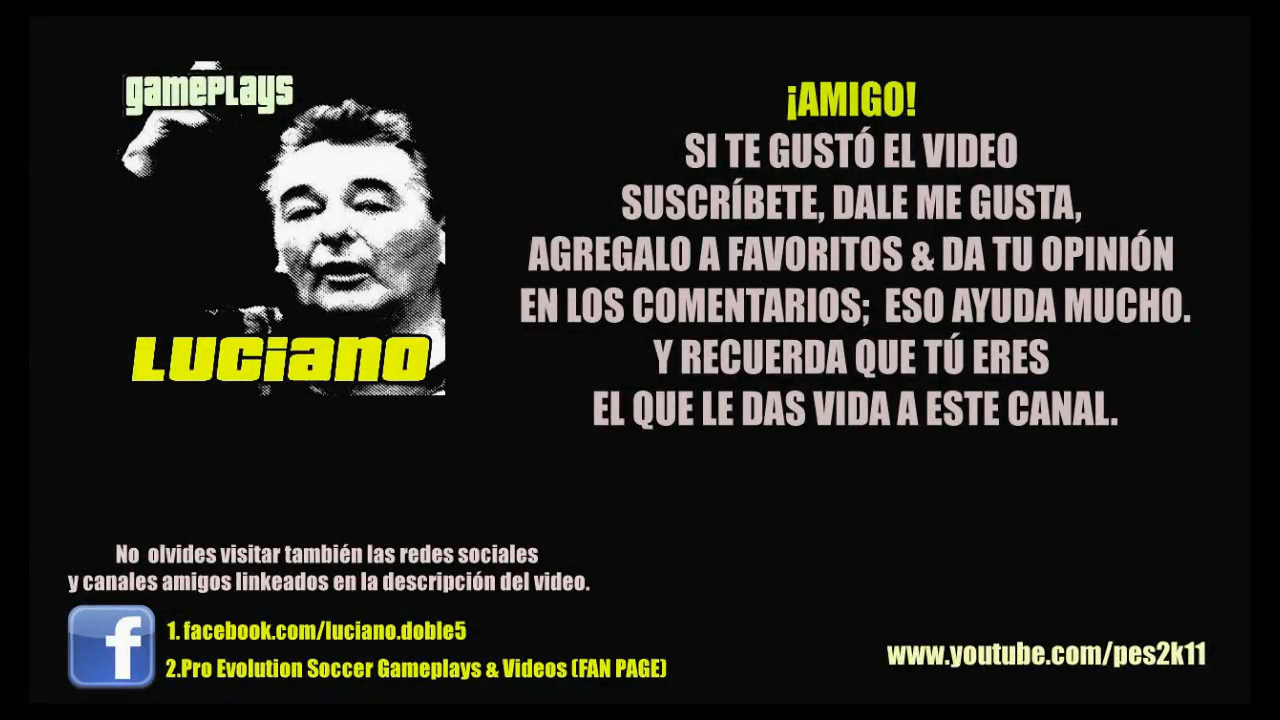 gamePLays
LUCiano
¡AMIGO!
SI TE GUSTÓ EL VIDEO
SUSCRÍBETE, DALE ME GUSTA,
AGREGALO A FAVORITOS & DA TU OPINIÓN
EN LOS COMENTARIOS; ESO AYUDA MUCHO.
Y RECUERDA QUE TÚ ERES
EL QUE LE DAS VIDA A ESTE CANAL.
No olvides visitar también las redes sociales
y canales amigos linkeados en la descripción del video.
f
1. facebook.com/luciano.doble5
2.Pro Evolution Soccer Gameplays & Videos (FAN PAGE)
www.youtube.com/pes2k11